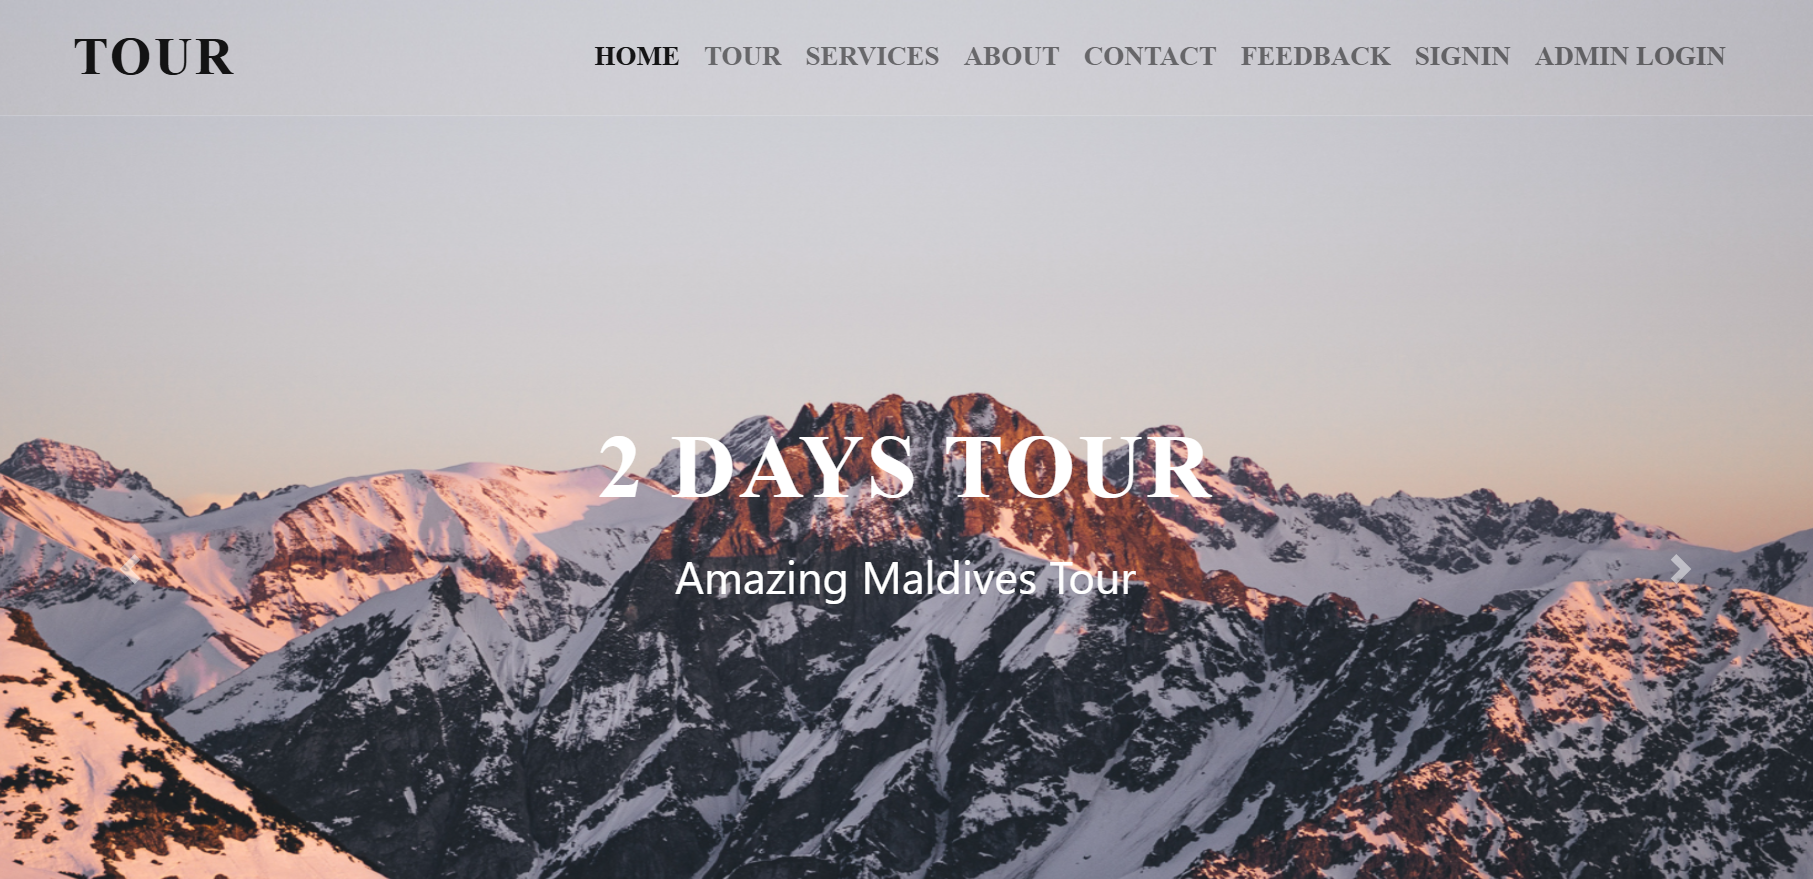 TOUR
HOME TOUR SERVICES ABOUT CONTACT FEEDBACK SIGNIN ADMIN LOGIN
2 DAYS TOUR
Amazing Maldives Tour